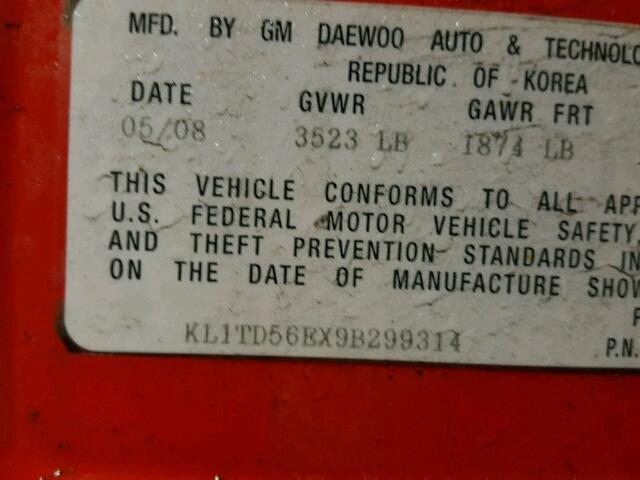 MFD. BY GM DAEWOO AUTO & TECHNOLO
REPUBLIC OF KOREA
DATE GVWR GAWR FRT
05/08 3523 LB 1874 LB
THIS VEHICLE CONFORMS TO ALL APP
U.S. FEDERAL MOTOR VEHICLE SAFETY,
AND THEFT PREVENTION STANDARDS IN
ON THE DATE OF MANUFACTURE SHOW
P
KL1TD56EX9B299314
P.N.